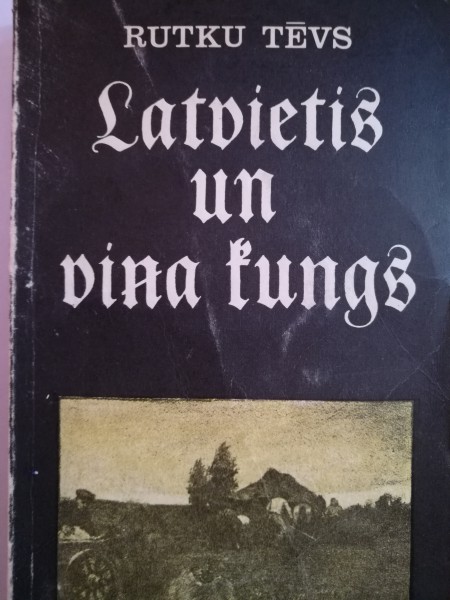 RUTKU TĒVS
Latvietis
un
viņa kungs